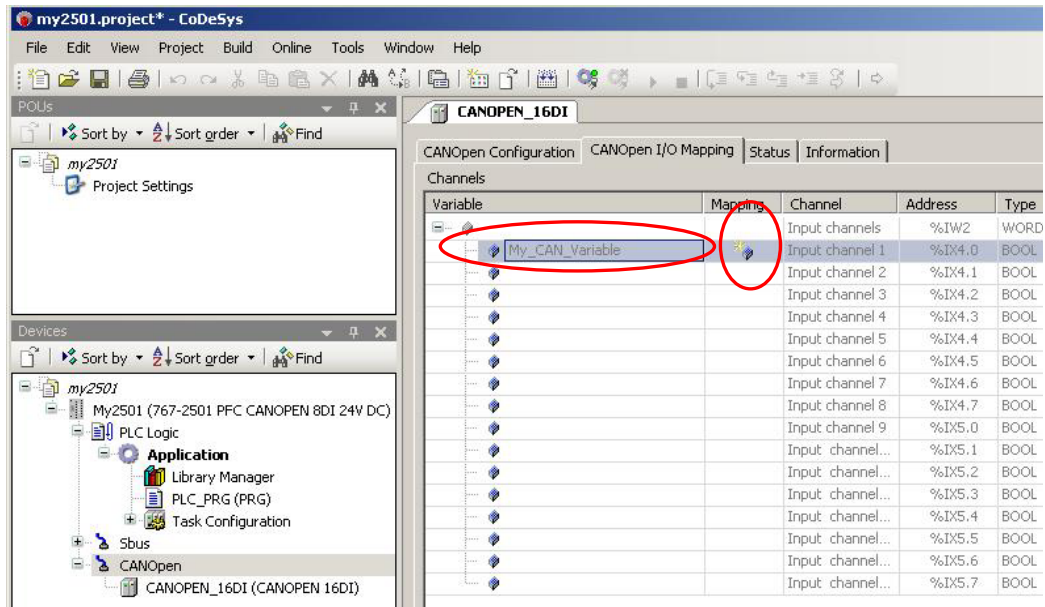 my2501.project* - CoDeSys
File Edit View Project Build Online Tools Window Help
POUs
Sort by Sort order Find
my2501
Project Settings
Devices
Sort by Sort order Find
my2501
My2501 (767-2501 PFC CANOPEN 8DI 24V DC)
PLC Logic
Application
Library Manager
PLC_PRG (PRG)
Task Configuration
Sbus
CANOpen
CANOPEN_16DI (CANOPEN 16DI)
CANOPEN_16DI
CANOpen Configuration CANOpen I/O Mapping Status Information
Channels
Variable Mapping Channel Address Type
Input channels %IW2 WORD
My_CAN_Variable Input channel 1 %IX4.0 BOOL
Input channel 2 %IX4.1 BOOL
Input channel 3 %IX4.2 BOOL
Input channel 4 %IX4.3 BOOL
Input channel 5 %IX4.4 BOOL
Input channel 6 %IX4.5 BOOL
Input channel 7 %IX4.6 BOOL
Input channel 8 %IX4.7 BOOL
Input channel 9 %IX5.0 BOOL
Input channel... %IX5.1 BOOL
Input channel... %IX5.2 BOOL
Input channel... %IX5.3 BOOL
Input channel... %IX5.4 BOOL
Input channel... %IX5.5 BOOL
Input channel... %IX5.6 BOOL
Input channel... %IX5.7 BOOL